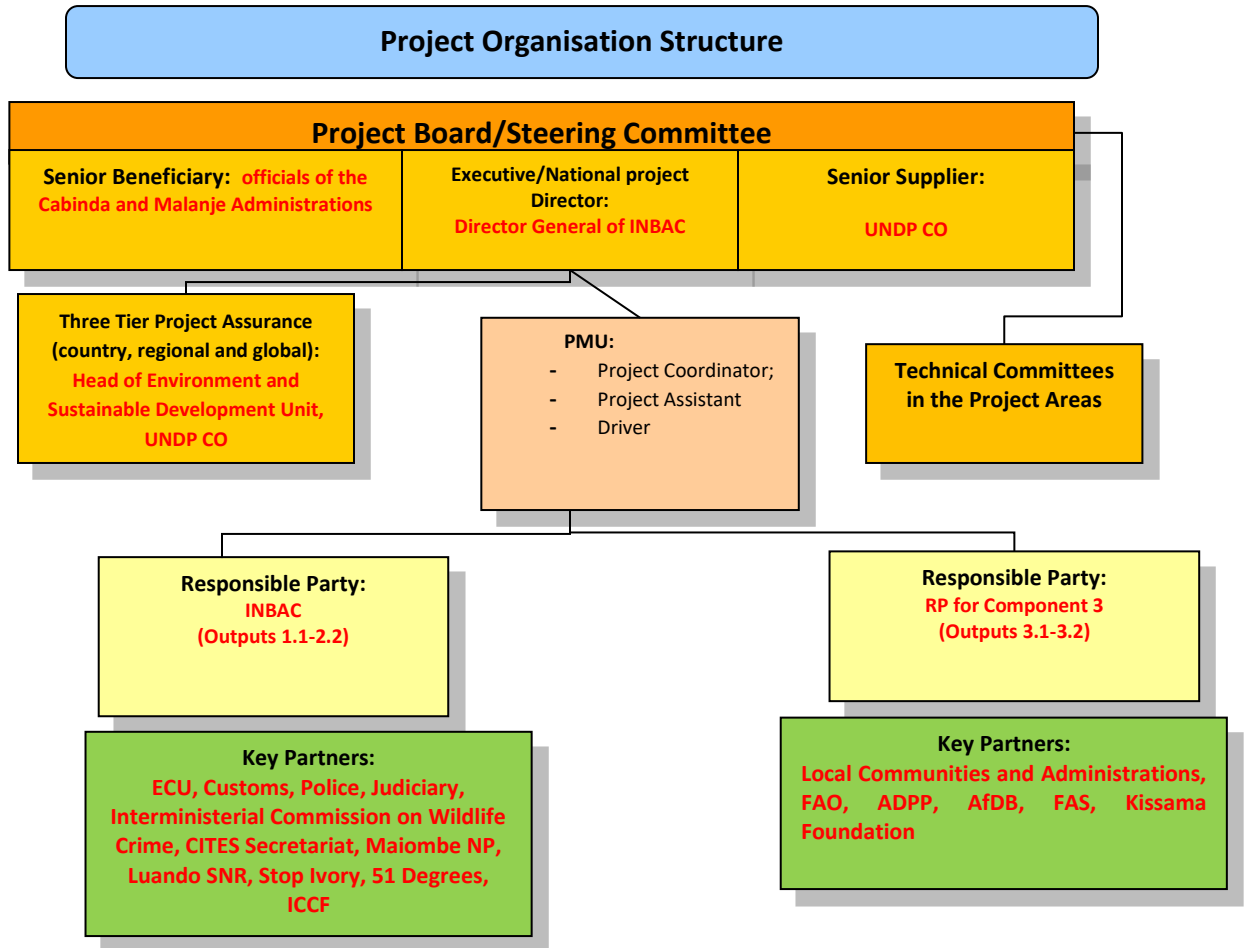 Project Organisation Structure
Project Board/Steering Committee
Senior Beneficiary: officials of the
Cabinda and Malanje Administrations
Executive/National project
Director:
Director General of INBAC
Senior Supplier:
UNDP CO
Three Tier Project Assurance
(country, regional and global):
Head of Environment and
Sustainable Development Unit,
UNDP CO
PMU:
- Project Coordinator;
- Project Assistant
- Driver
Technical Committees
in the Project Areas
Responsible Party:
INBAC
(Outputs 1.1-2.2)
Responsible Party:
RP for Component 3
(Outputs 3.1-3.2)
Key Partners:
ECU, Customs, Police, Judiciary,
Interministerial Commission on Wildlife
Crime, CITES Secretariat, Maiombe NP,
Luando SNR, Stop Ivory, 51 Degrees,
ICCF
Key Partners:
Local Communities and Administrations,
FAO, ADPP, AfDB, FAS, Kissama
Foundation